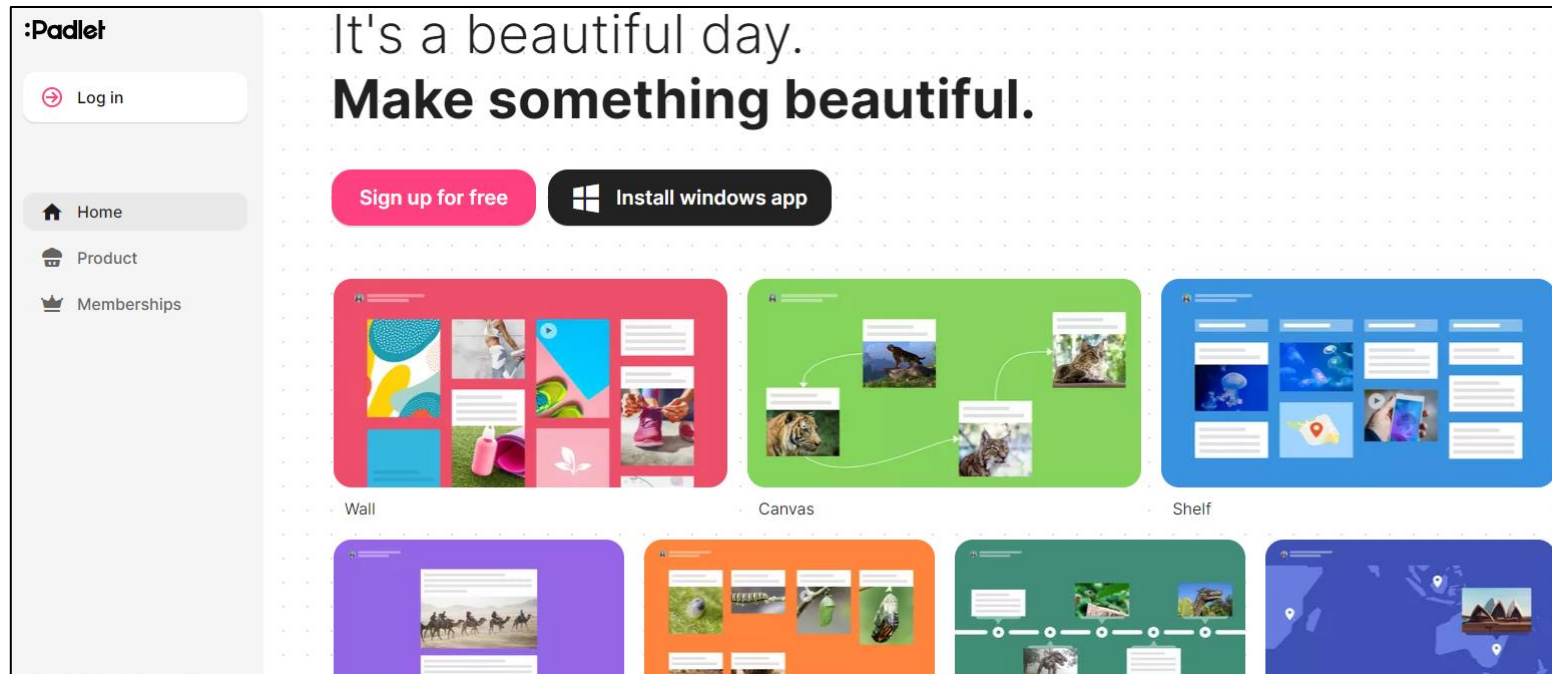 :Padlet
Log in
Home
Product
Memberships
It's a beautiful day.
Make something beautiful.
Sign up for free
Install windows app
Wall
Canvas
Shelf